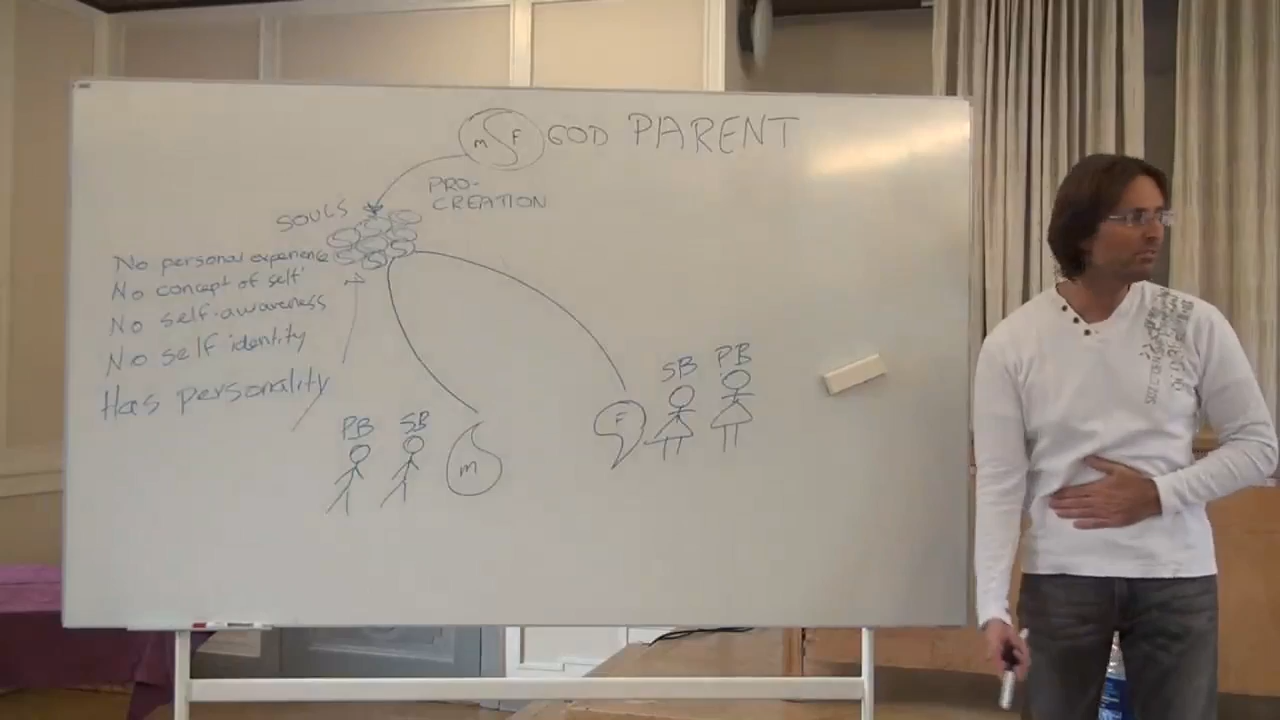 m F GOD PARENT
PRO-
CREATION
SOULS
No personal experience
No concept of self
No self-awareness
No self identity
Has personality
PB SB m
F SB PB